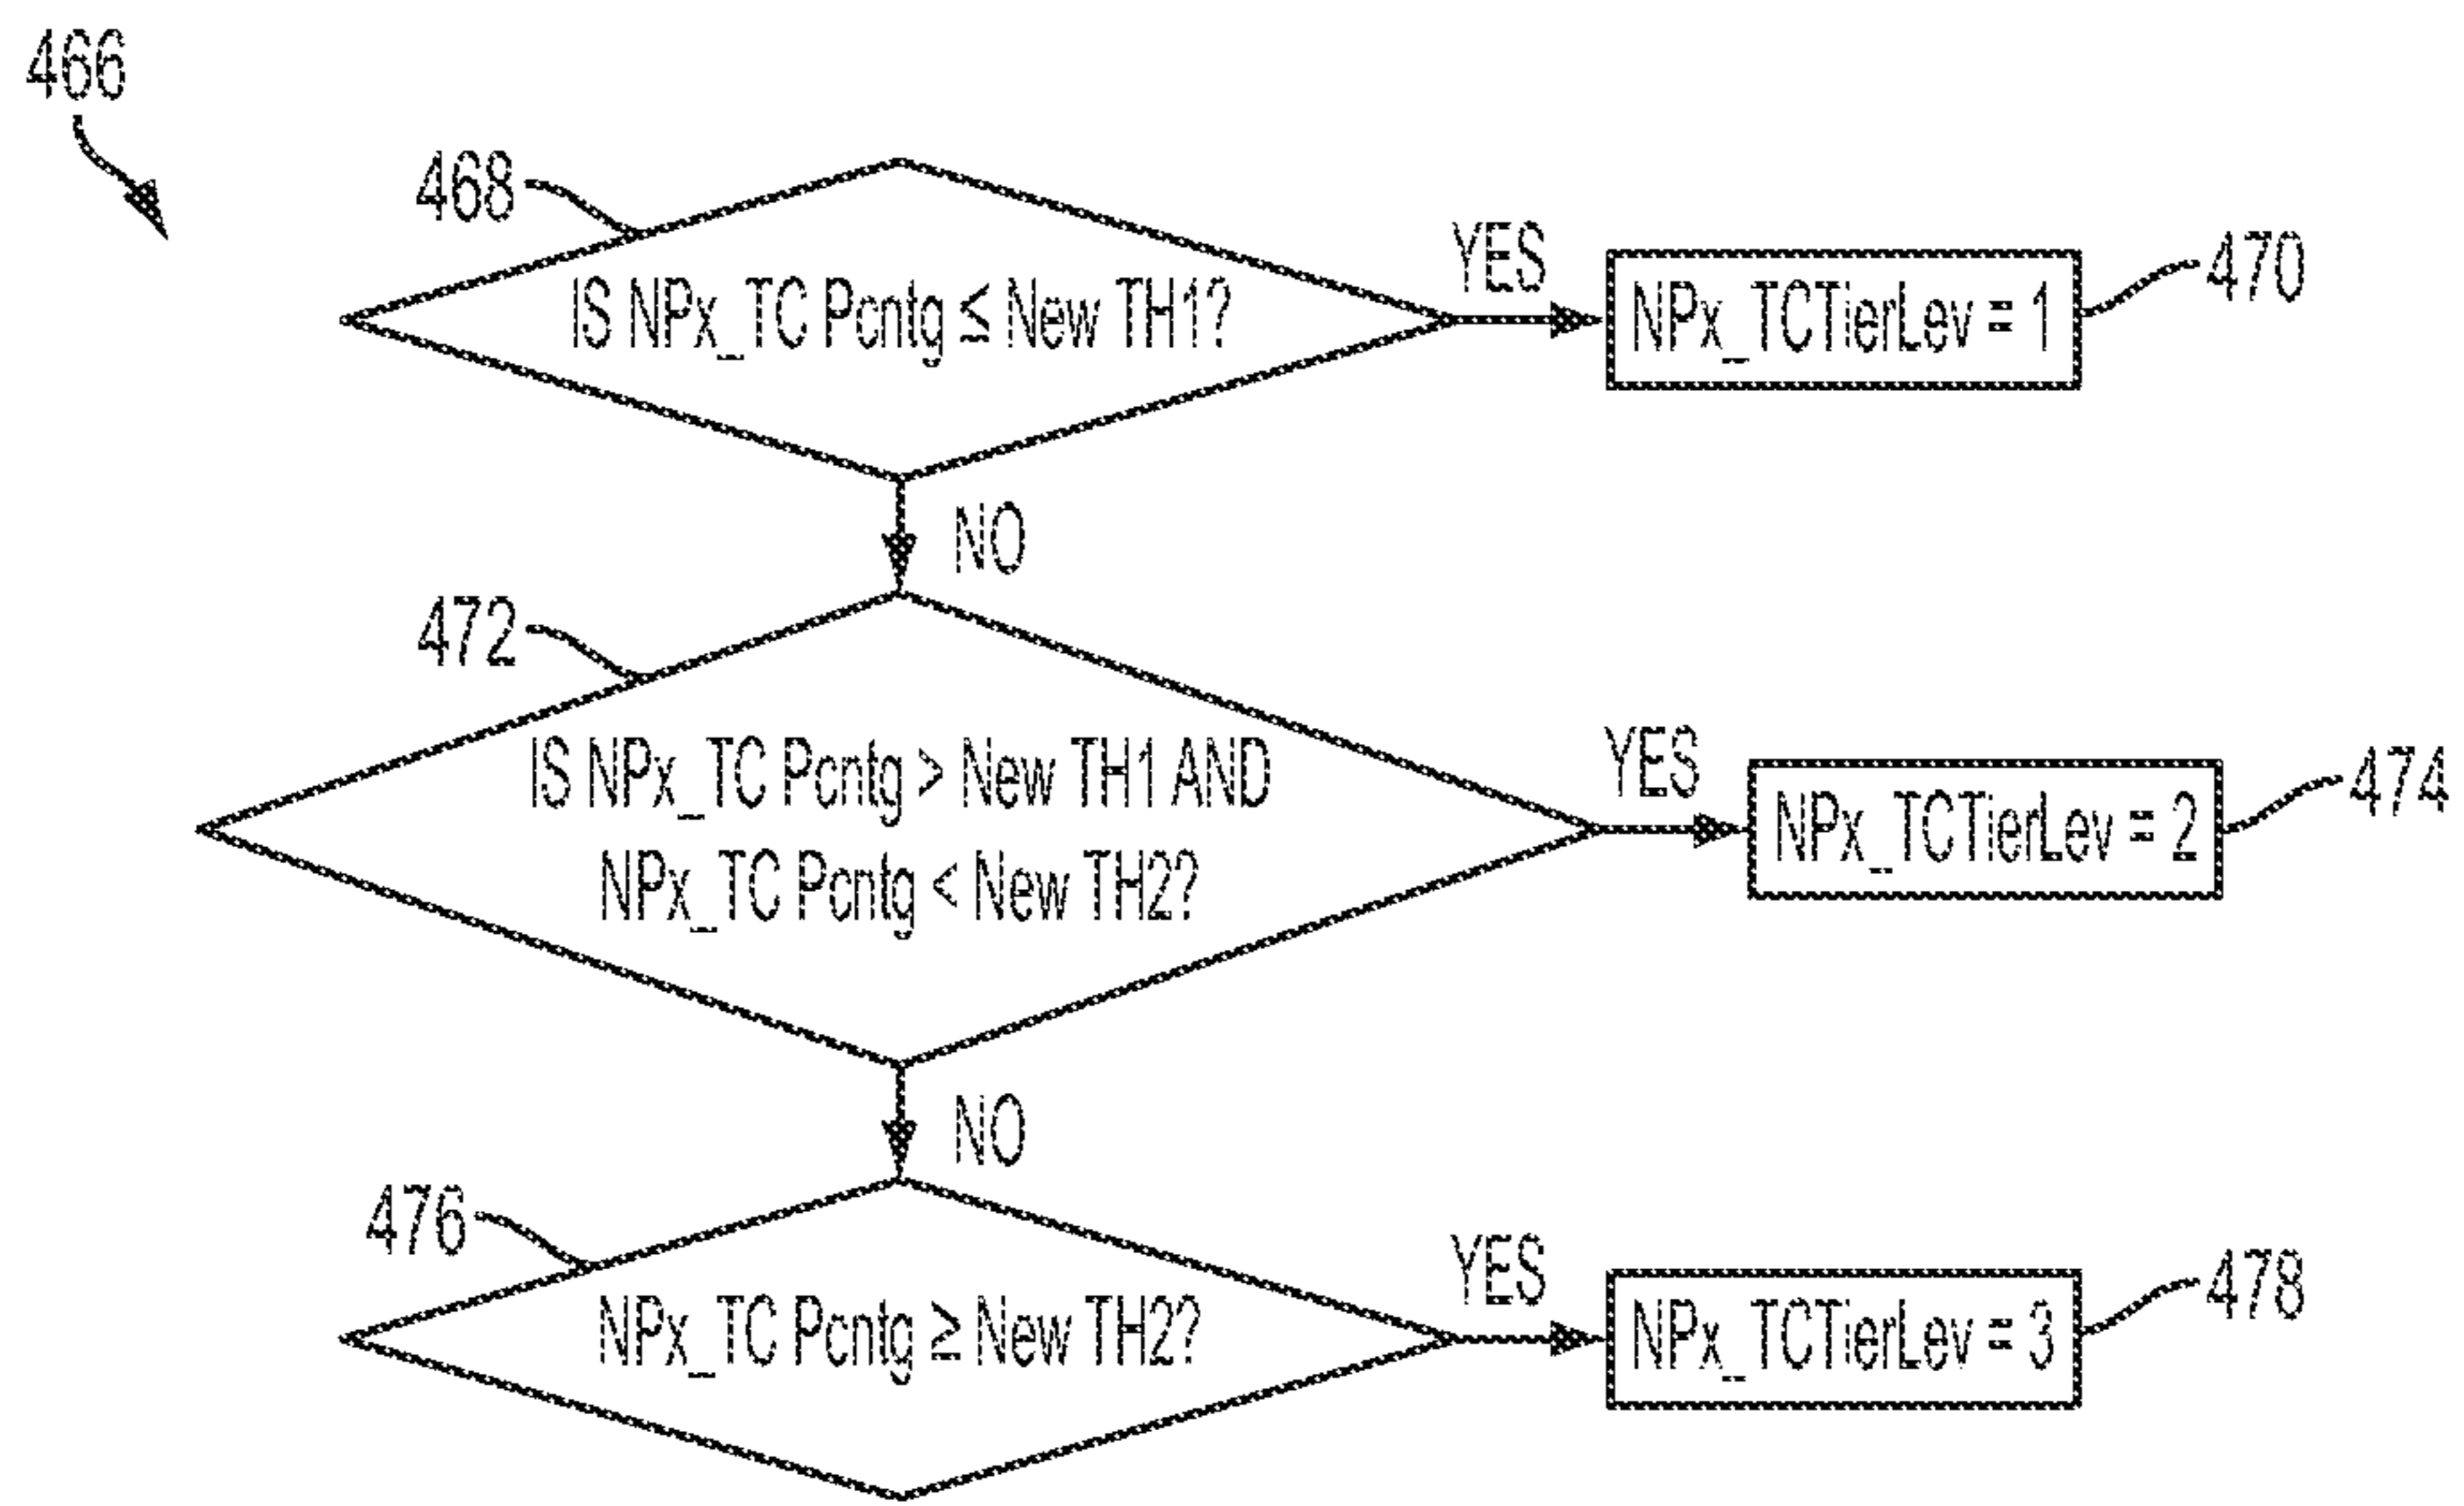 466
468
IS NPx_TC Pcntg ≤ New TH1?
YES
NPx_TCTierLev = 1
470
NO
472
IS NPx_TC Pcntg > New TH1 AND
NPx_TC Pcntg < New TH2?
YES
NPx_TCTierLev = 2
474
NO
476
NPx_TC Pcntg ≥ New TH2?
YES
NPx_TCTierLev = 3
478